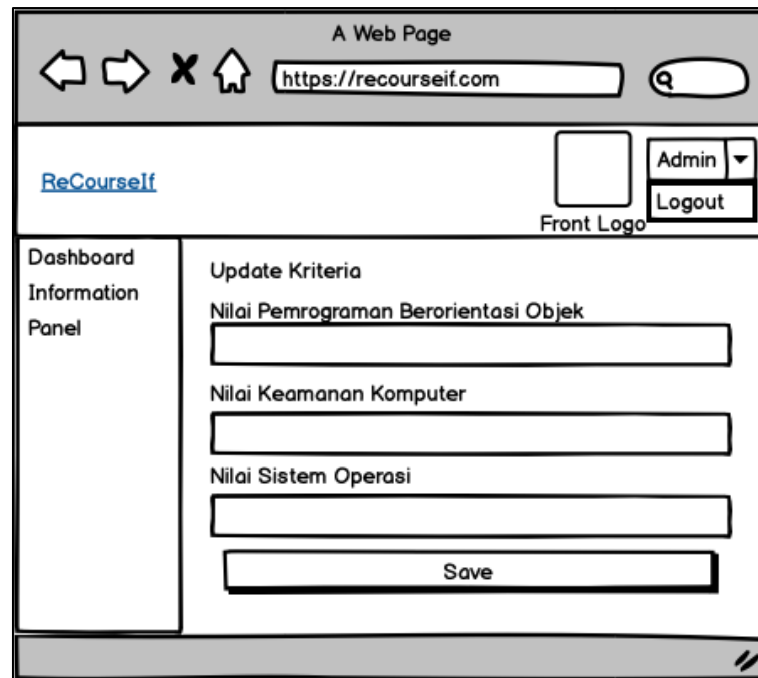 A Web Page
https://recourseif.com
ReCourseIf
Front Logo
Admin
Logout
Dashboard
Information
Panel
Update Kriteria
Nilai Pemrograman Berorientasi Objek
Nilai Keamanan Komputer
Nilai Sistem Operasi
Save